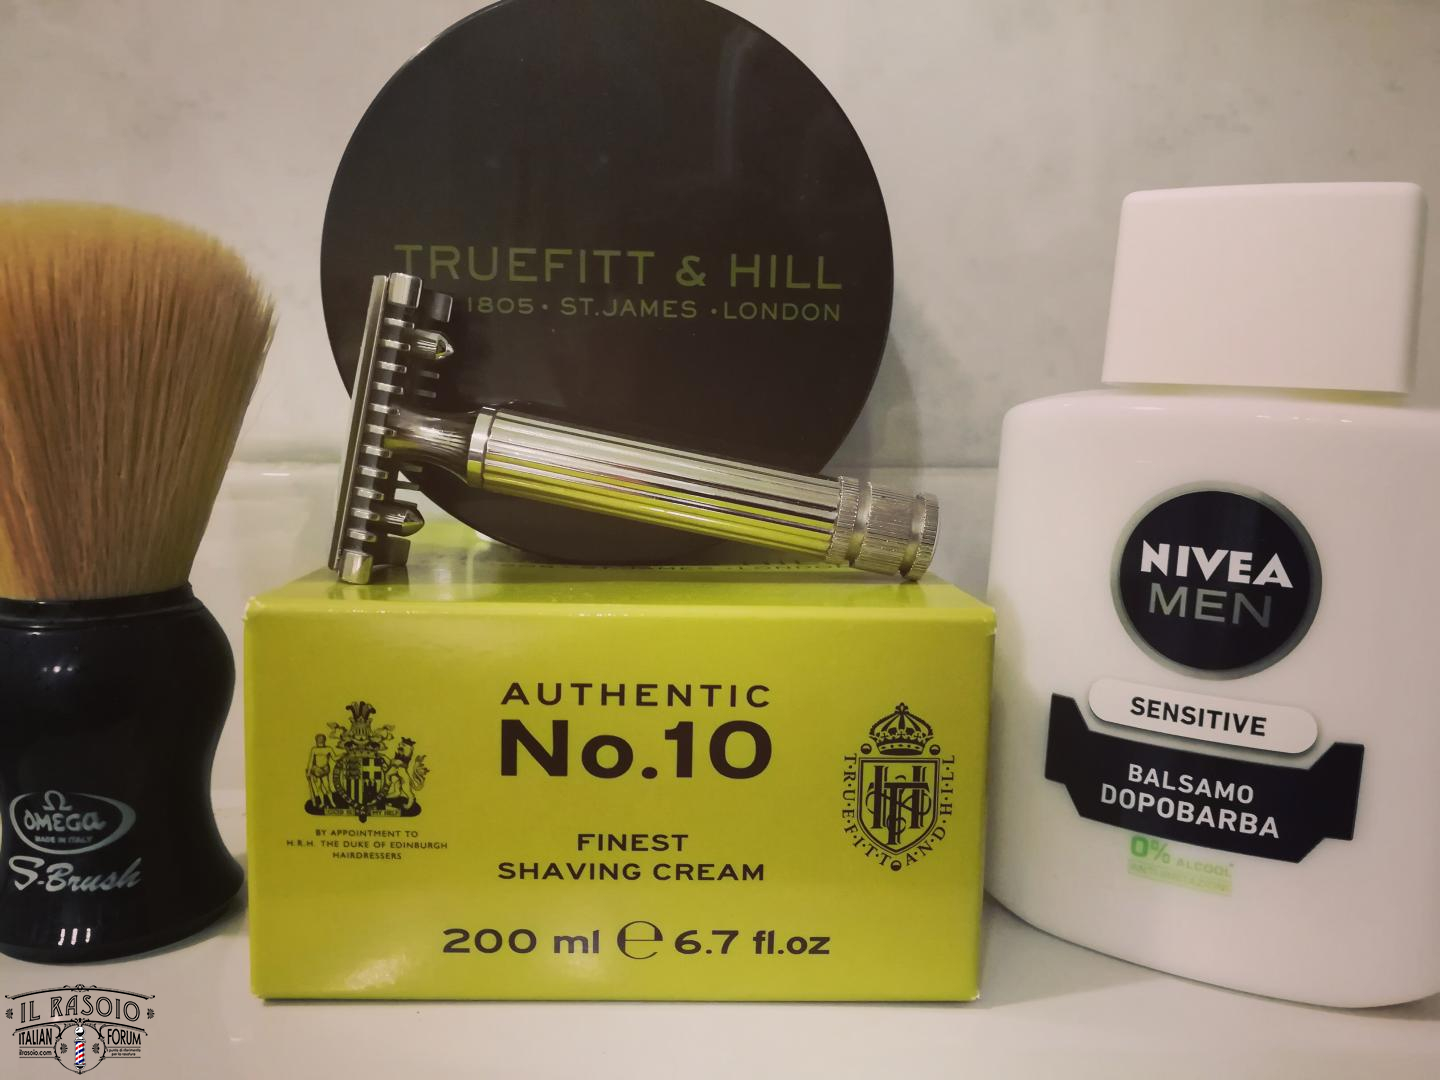 TRUEFITT & HILL
1805 · ST.JAMES · LONDON
AUTHENTIC
No.10
BY APPOINTMENT TO
H.R.H. THE DUKE OF EDINBURGH
HAIRDRESSERS
TRUEFITT AND HILL
FINEST
SHAVING CREAM
200 ml ℮ 6.7 fl.oz
OMEGA
MADE IN ITALY
S-Brush
NIVEA
MEN
SENSITIVE
BALSAMO
DOPOBARBA
0% ALCOOL*
IL RASOIO
ITALIAN FORUM
ilrasoio.com